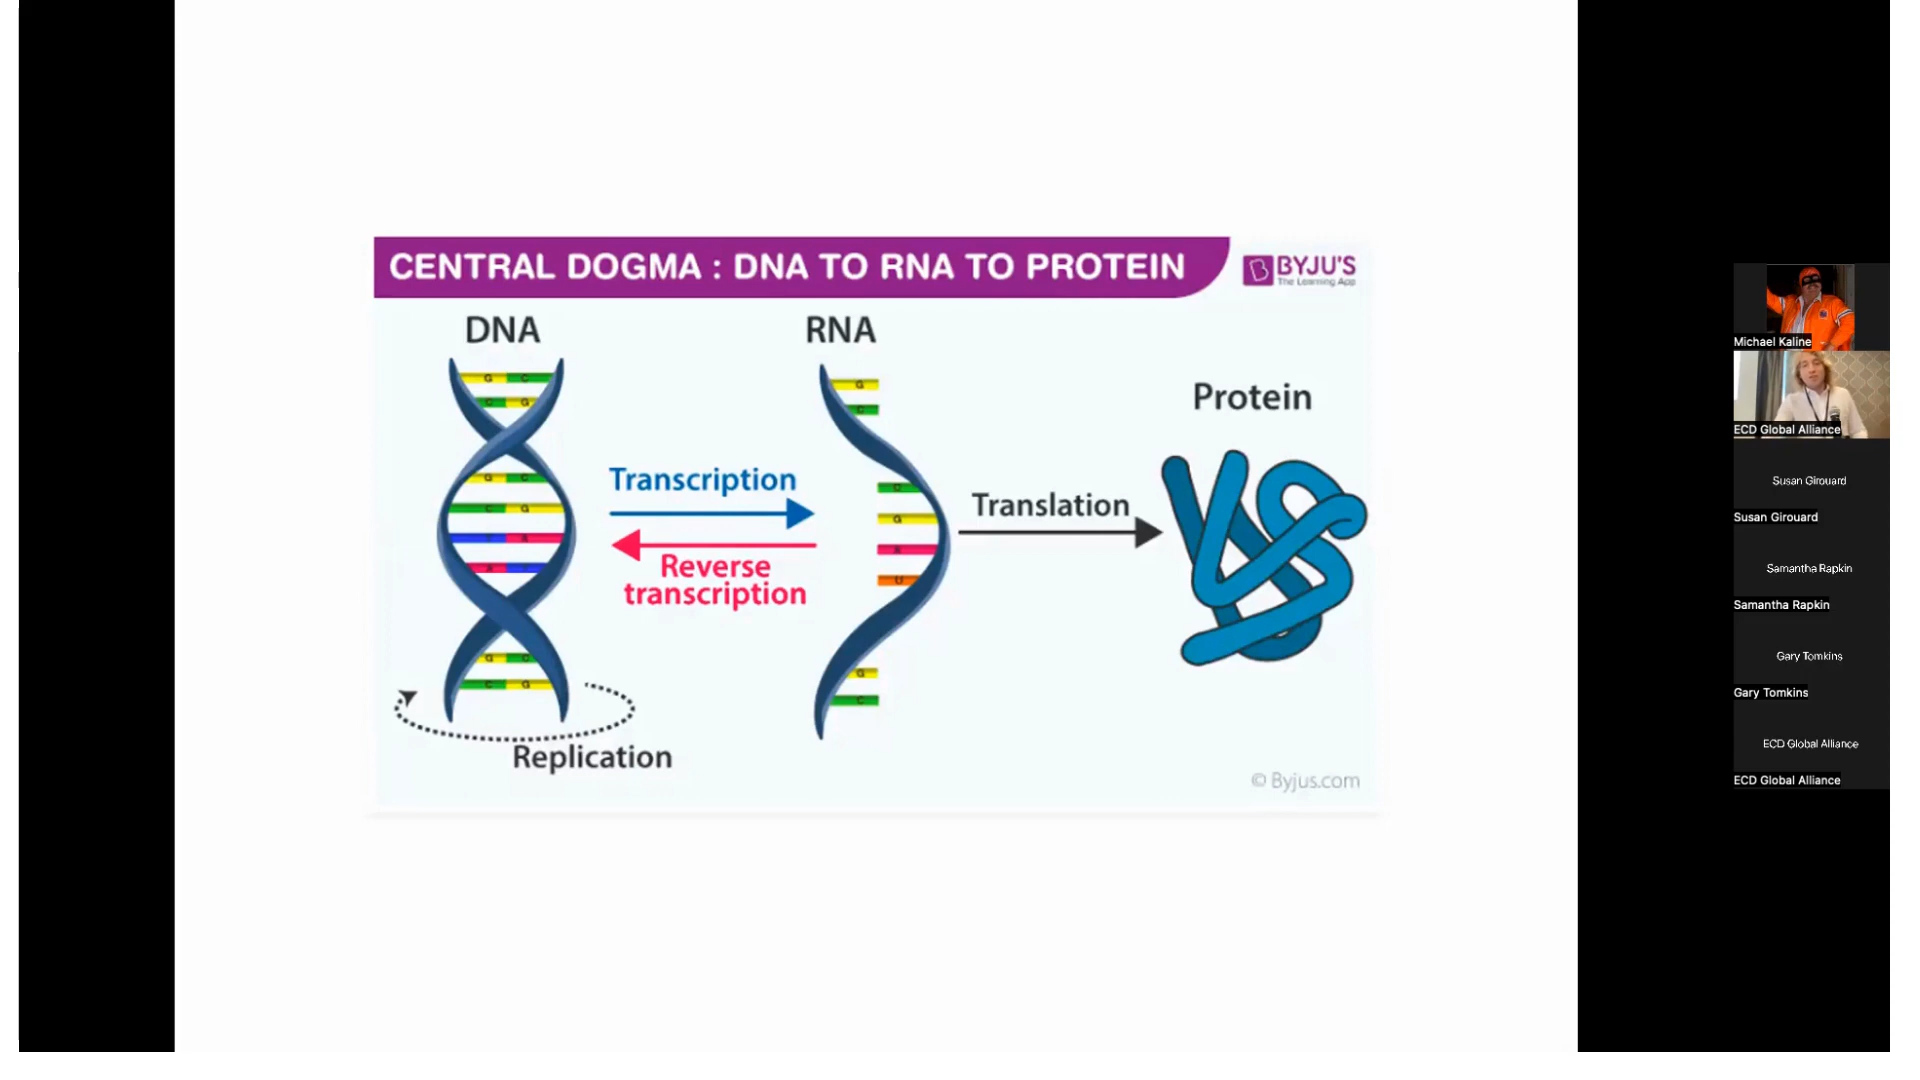 CENTRAL DOGMA : DNA TO RNA TO PROTEIN
B BYJU'S
The Learning App
DNA
RNA
Protein
G C
C G
G C
C G
T A
A T
G C
C G
G
C
C
G
A
U
G
C
Transcription
Reverse
transcription
Translation
Replication
© Byjus.com
Michael Kaline
ECD Global Alliance
Susan Girouard
Susan Girouard
Samantha Rapkin
Samantha Rapkin
Gary Tomkins
Gary Tomkins
ECD Global Alliance
ECD Global Alliance